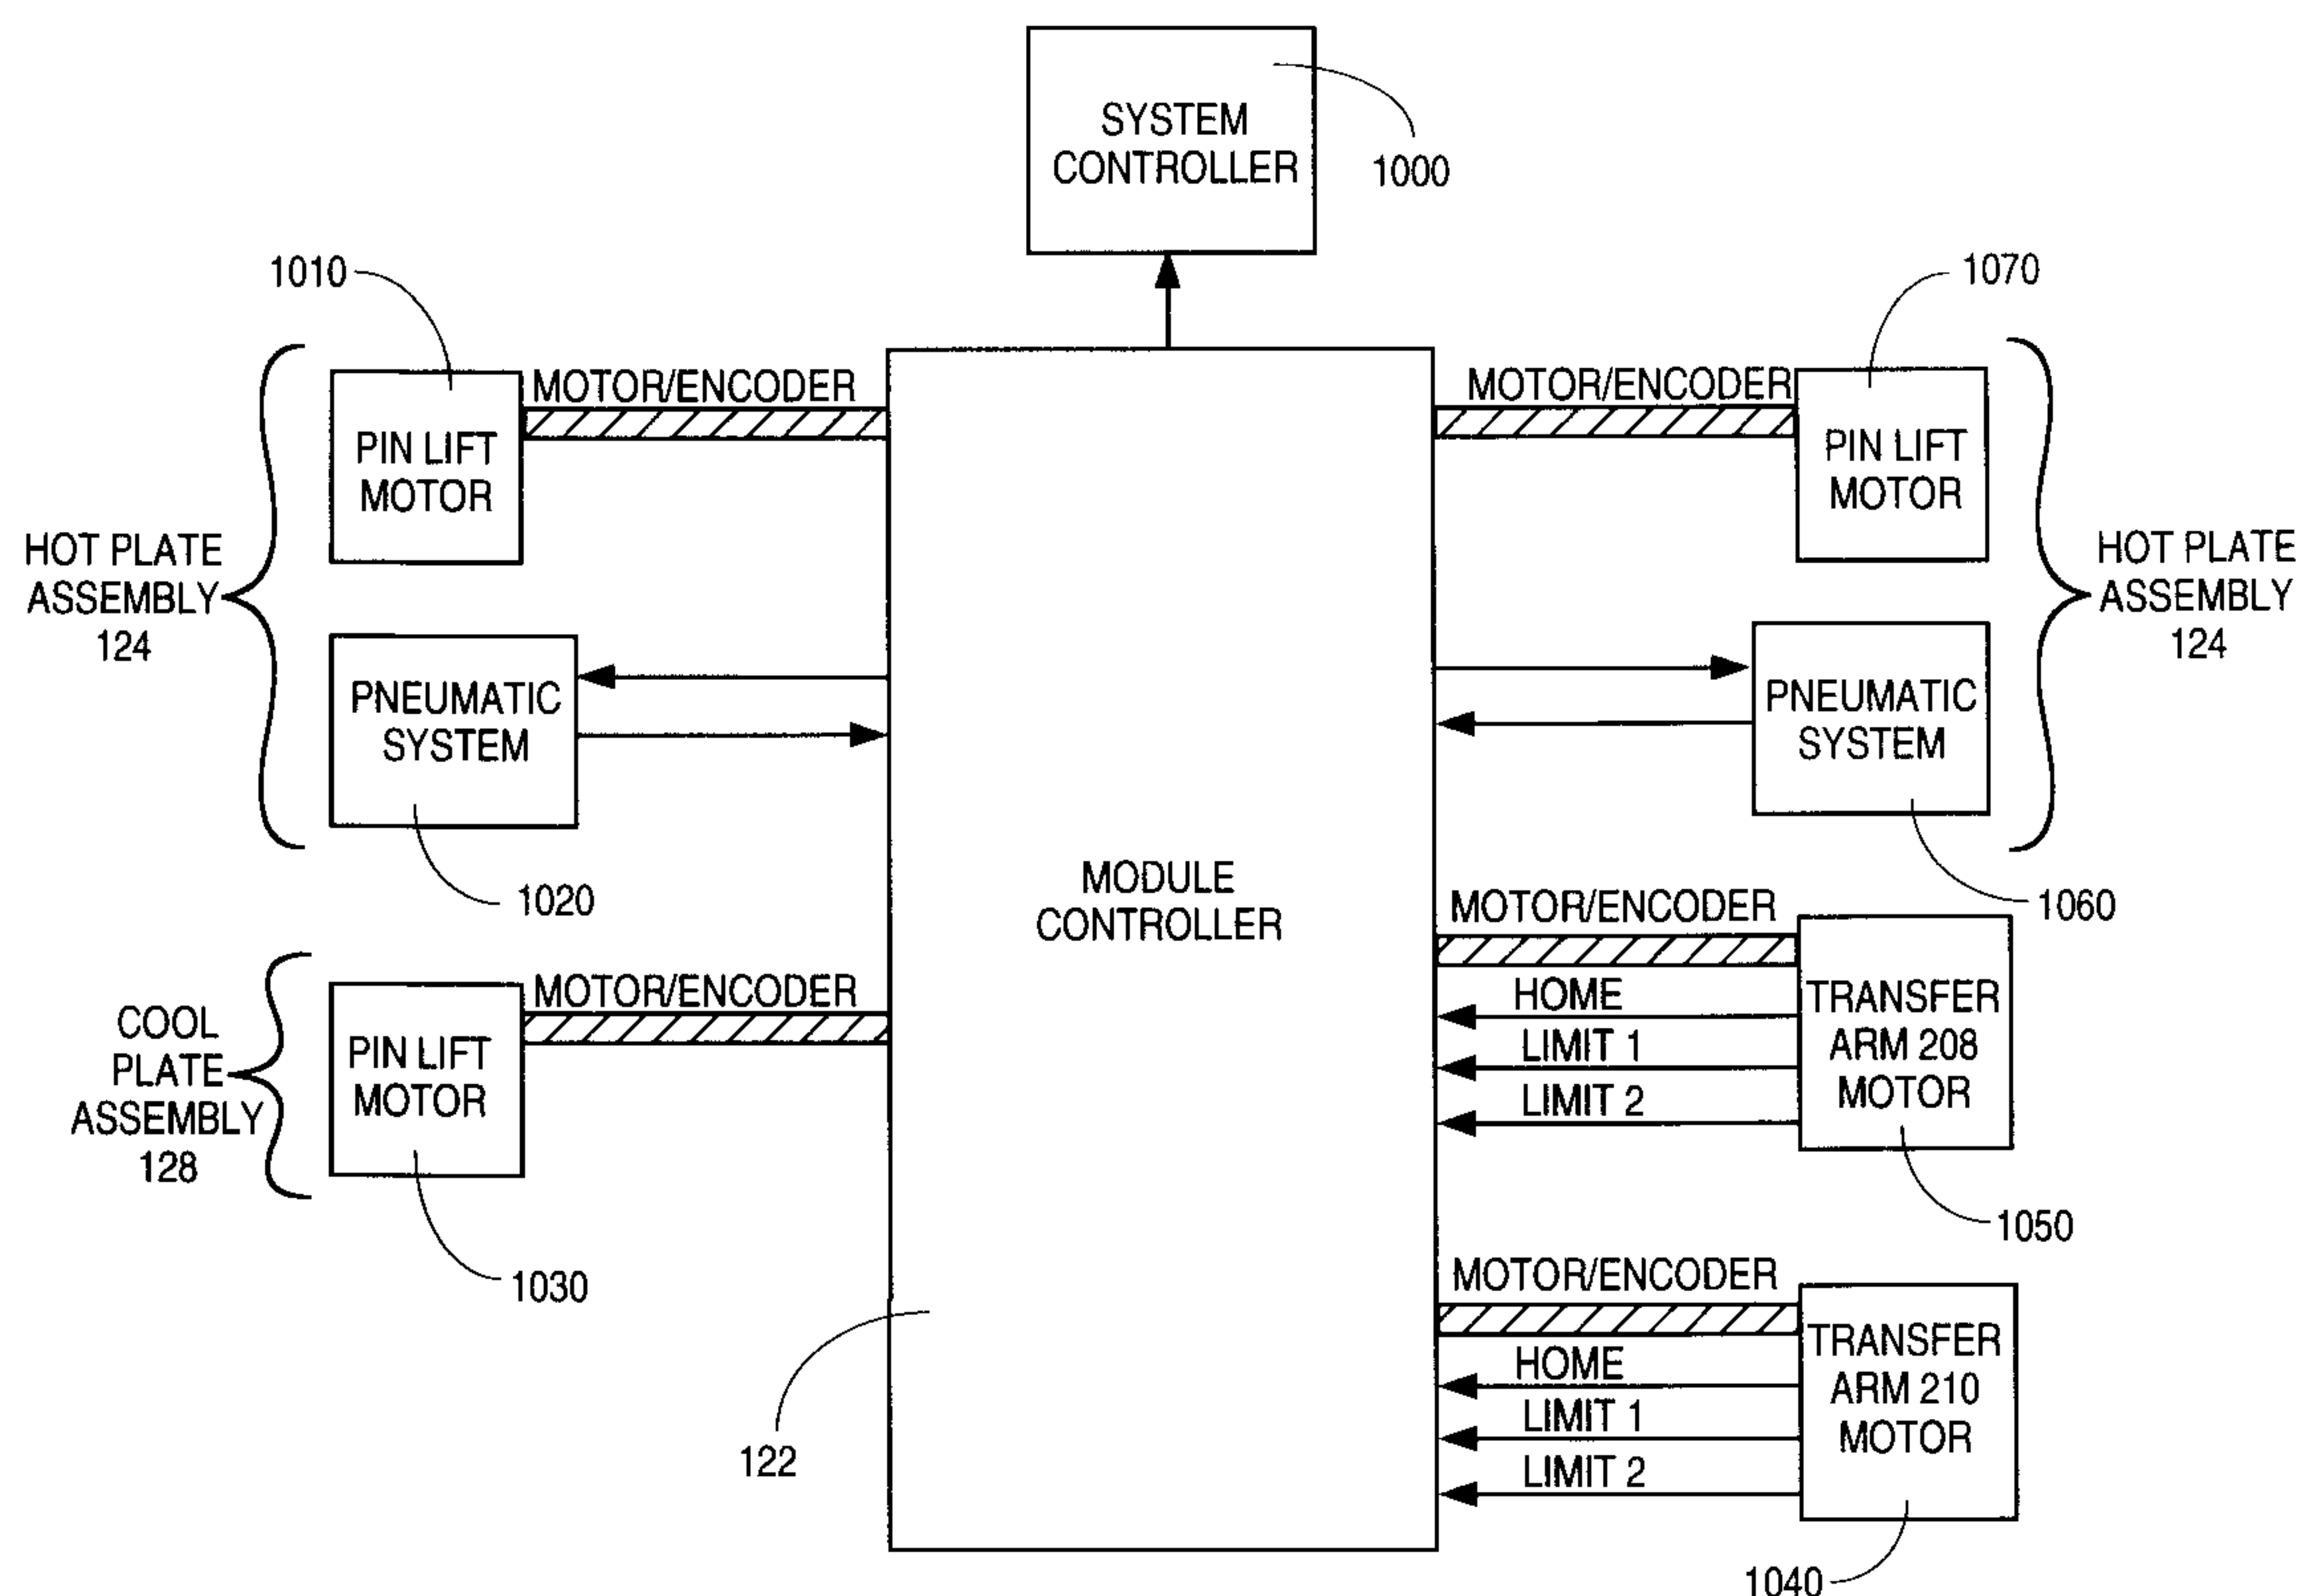 SYSTEM
CONTROLLER
1000
1010
MOTOR/ENCODER
PIN LIFT
MOTOR
HOT PLATE
ASSEMBLY
124
PNEUMATIC
SYSTEM
1020
COOL
PLATE
ASSEMBLY
128
MOTOR/ENCODER
PIN LIFT
MOTOR
1030
MODULE
CONTROLLER
122
1070
MOTOR/ENCODER
PIN LIFT
MOTOR
HOT PLATE
ASSEMBLY
124
PNEUMATIC
SYSTEM
1060
MOTOR/ENCODER
HOME
LIMIT 1
LIMIT 2
TRANSFER
ARM 208
MOTOR
1050
MOTOR/ENCODER
HOME
LIMIT 1
LIMIT 2
TRANSFER
ARM 210
MOTOR
1040